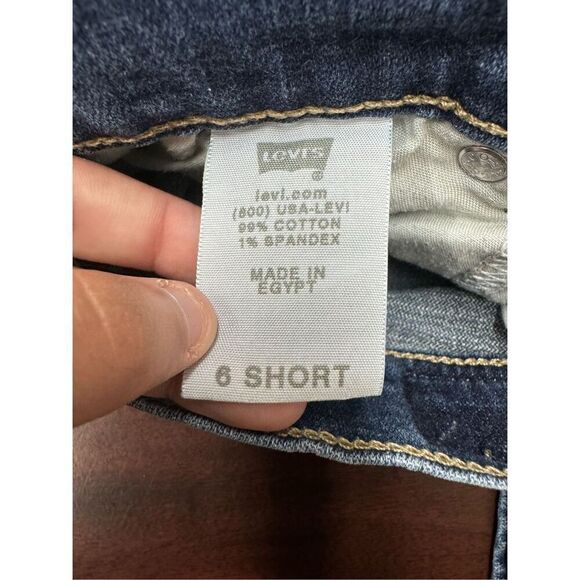 LEVI'S
®
levi.com
(800) USA-LEVI
99% COTTON
1% SPANDEX
MADE IN
EGYPT
6 SHORT